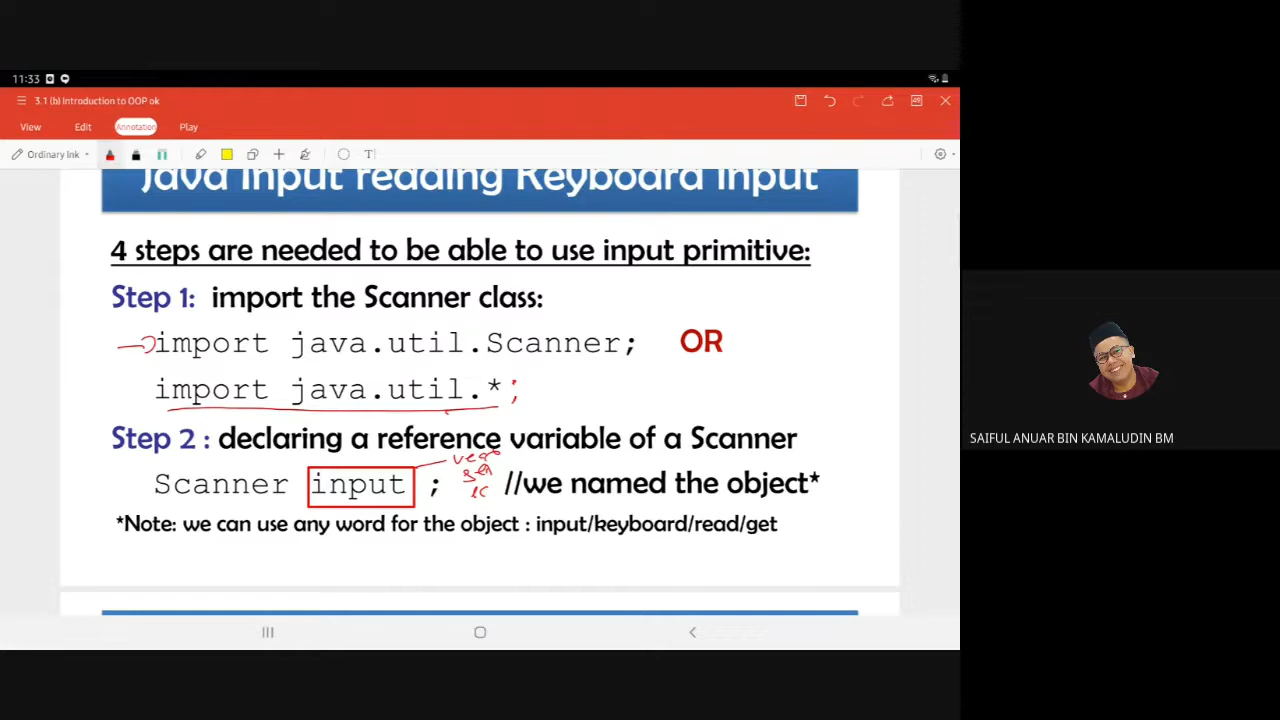 11:33
3.1 (b) Introduction to OOP ok
View Edit Annotation Play
Ordinary Ink T
Java Input reading Keyboard Input
4 steps are needed to be able to use input primitive:
Step 1: import the Scanner class:
import java.util.Scanner; OR
import java.util.* ;
Step 2 : declaring a reference variable of a Scanner
Scanner input ; //we named the object*
*Note: we can use any word for the object : input/keyboard/read/get
SAIFUL ANUAR BIN KAMALUDIN BM